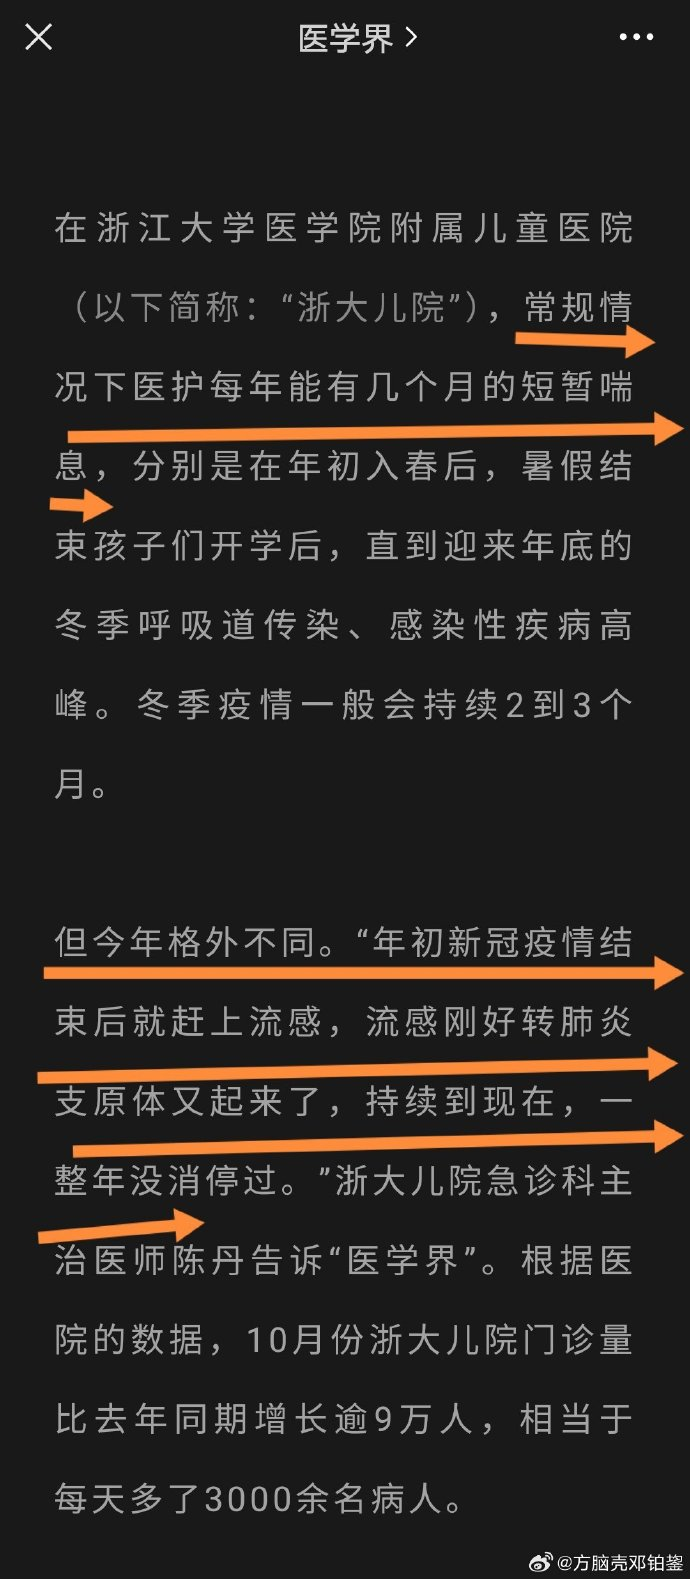 医学界
在浙江大学医学院附属儿童医院
（以下简称：“浙大儿院”），常规情
况下医护每年能有几个月的短暂喘
息，分别是在年初入春后，暑假结
束孩子们开学后，直到迎来年底的
冬季呼吸道传染、感染性疾病高
峰。冬季疫情一般会持续2到3个
月。
但今年格外不同。“年初新冠疫情结
束后就赶上流感，流感刚好转肺炎
支原体又起来了，持续到现在，一
整年没消停过。”浙大儿院急诊科主
治医师陈丹告诉“医学界”。根据医
院的数据，10月份浙大儿院门诊量
比去年同期增长逾9万人，相当于
每天多了3000余名病人。
@方脑壳邓铂鋆